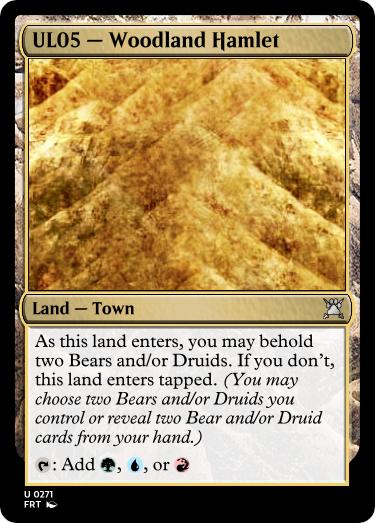 UL05 — Woodland Hamlet
Land — Town
As this land enters, you may behold
two Bears and/or Druids. If you don't,
this land enters tapped. (You may
choose two Bears and/or Druids you
control or reveal two Bear and/or Druid
cards from your hand.)
: Add , , or
U 0271
FRT